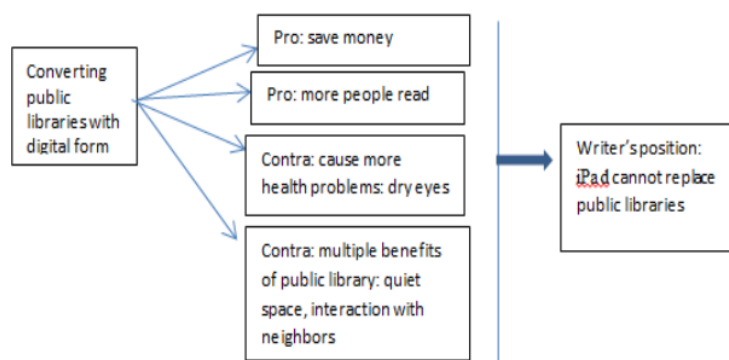 Converting
public
libraries with
digital form
Pro: save money
Pro: more people read
Contra: cause more
health problems: dry eyes
Contra: multiple benefits
of public library: quiet
space, interaction with
neighbors
Writer's position:
iPad cannot replace
public libraries